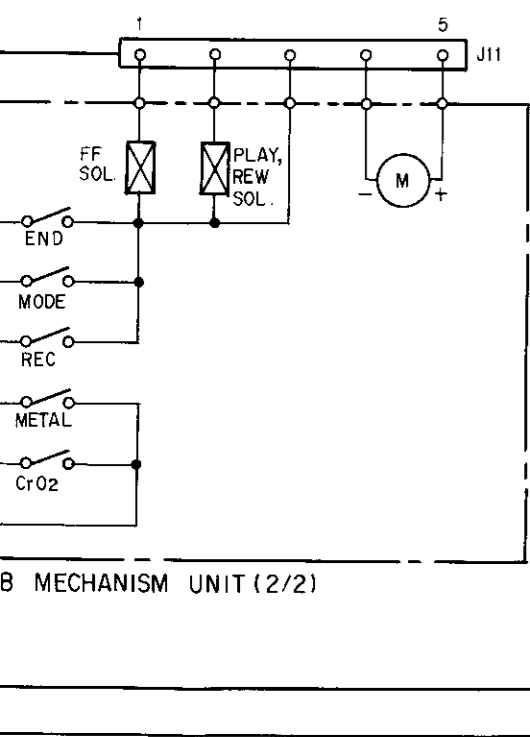 1 5
J11
FF
SOL.
PLAY,
REW
SOL.
M
− +
END
MODE
REC
METAL
CrO2
B MECHANISM UNIT (2/2)